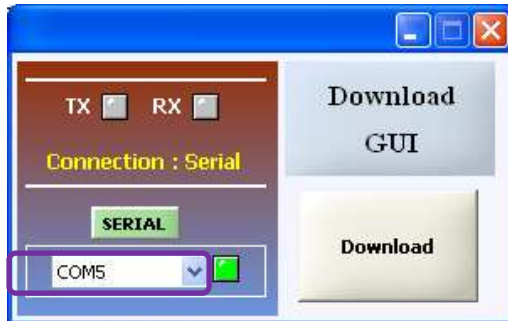 TX RX
Connection : Serial
SERIAL
COM5
Download
GUI
Download